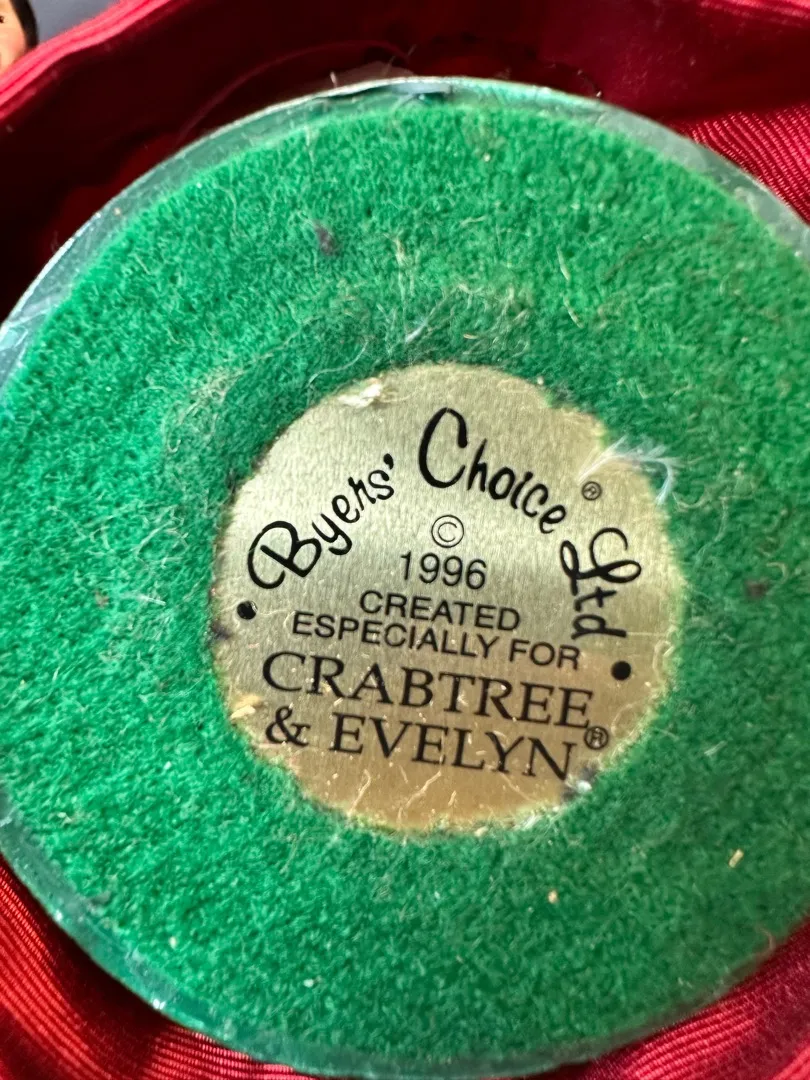 • Byers' Choice® Ltd •
©
1996
CREATED
ESPECIALLY FOR
CRABTREE
& EVELYN®